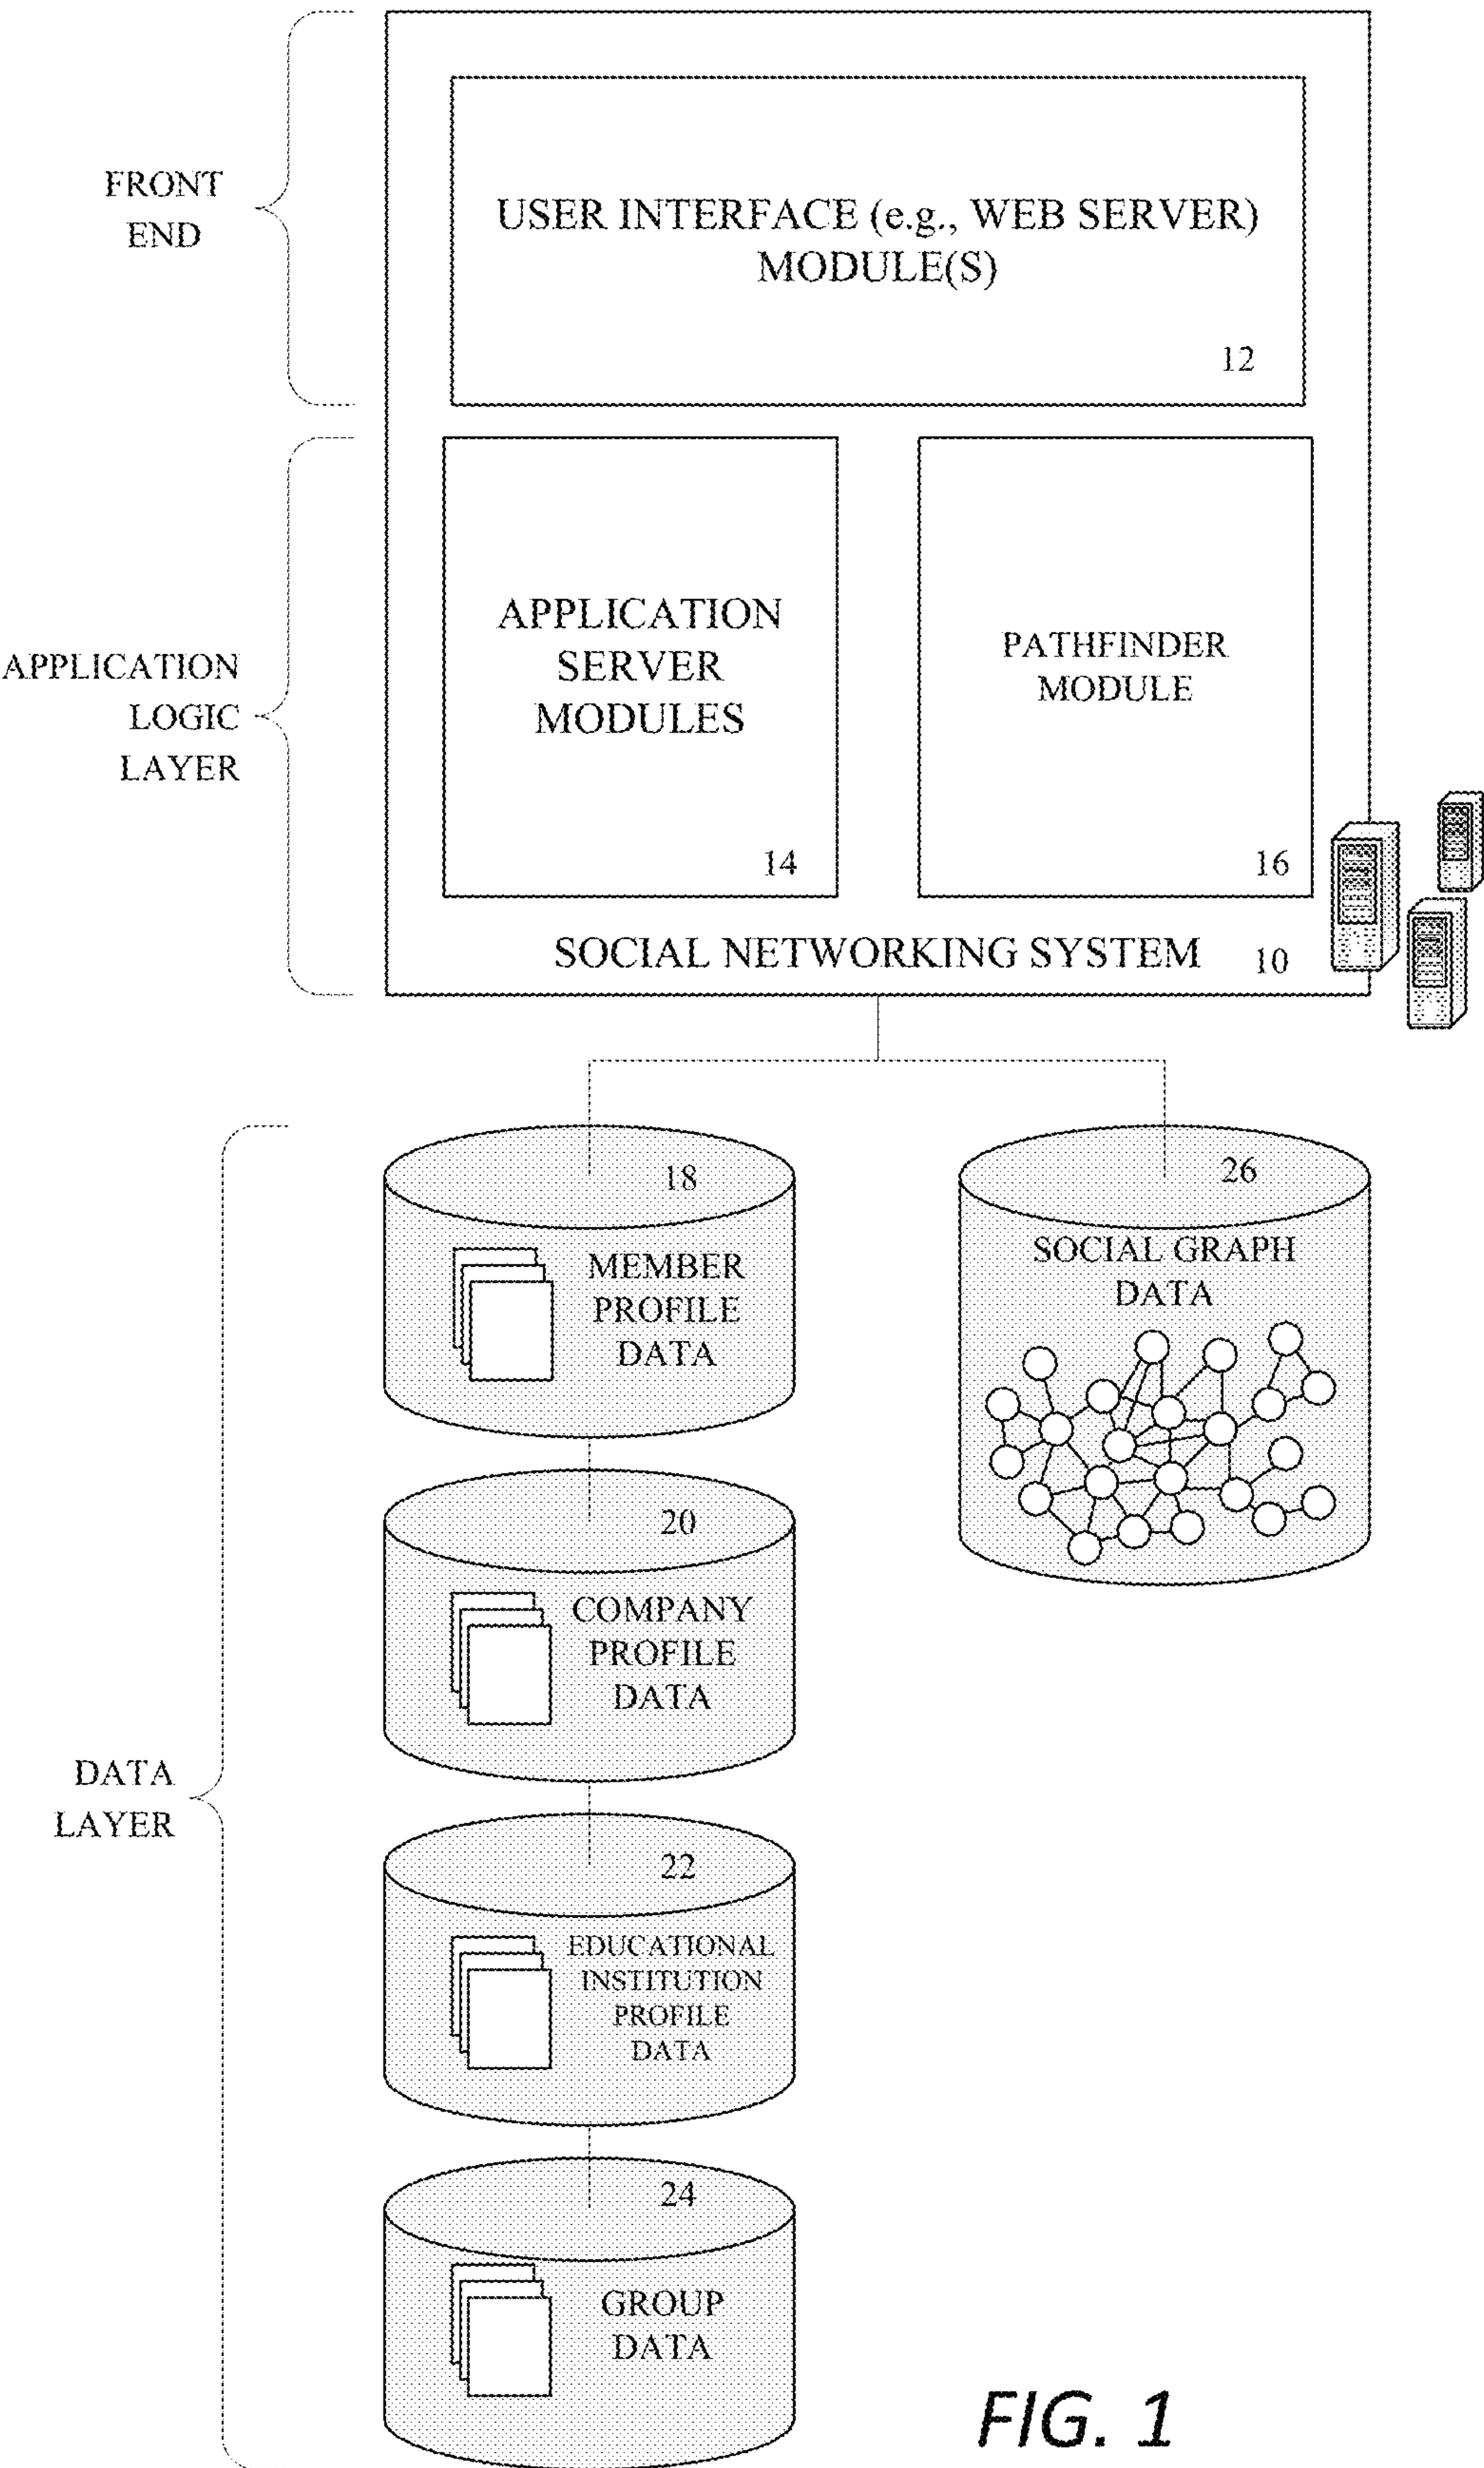 FRONT
END
USER INTERFACE (e.g., WEB SERVER)
MODULE(S)
12
APPLICATION
LOGIC
LAYER
APPLICATION
SERVER
MODULES
14
PATHFINDER
MODULE
16
SOCIAL NETWORKING SYSTEM 10
DATA
LAYER
18
MEMBER
PROFILE
DATA
26
SOCIAL GRAPH
DATA
20
COMPANY
PROFILE
DATA
22
EDUCATIONAL
INSTITUTION
PROFILE
DATA
24
GROUP
DATA
FIG. 1